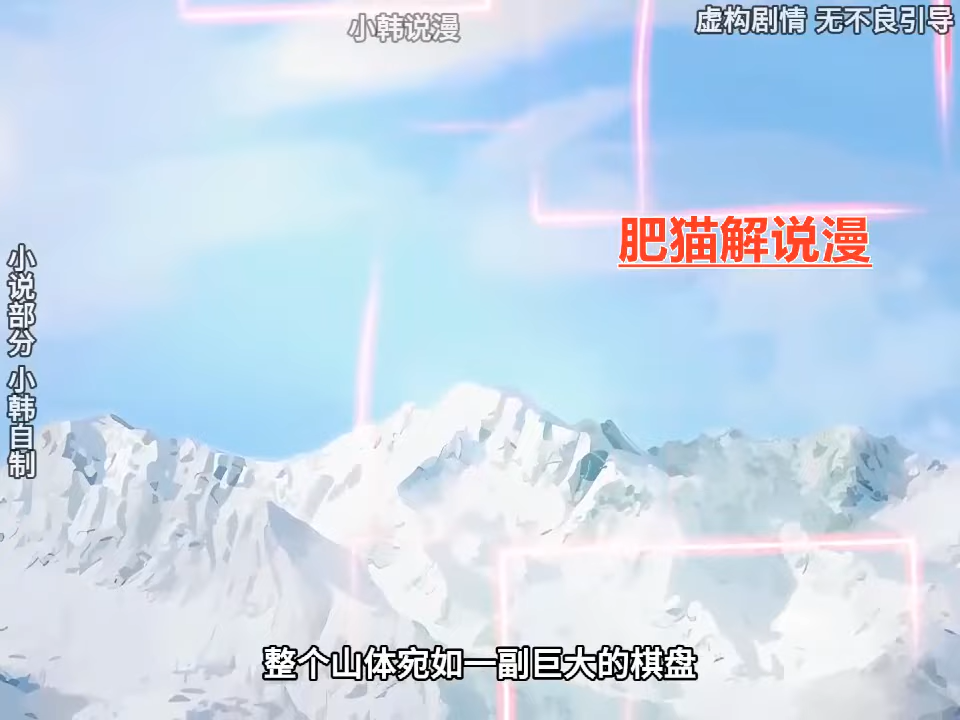 小韩说漫
虚构剧情 无不良引导
肥猫解说漫
小说部分 小韩自制
整个山体宛如一副巨大的棋盘